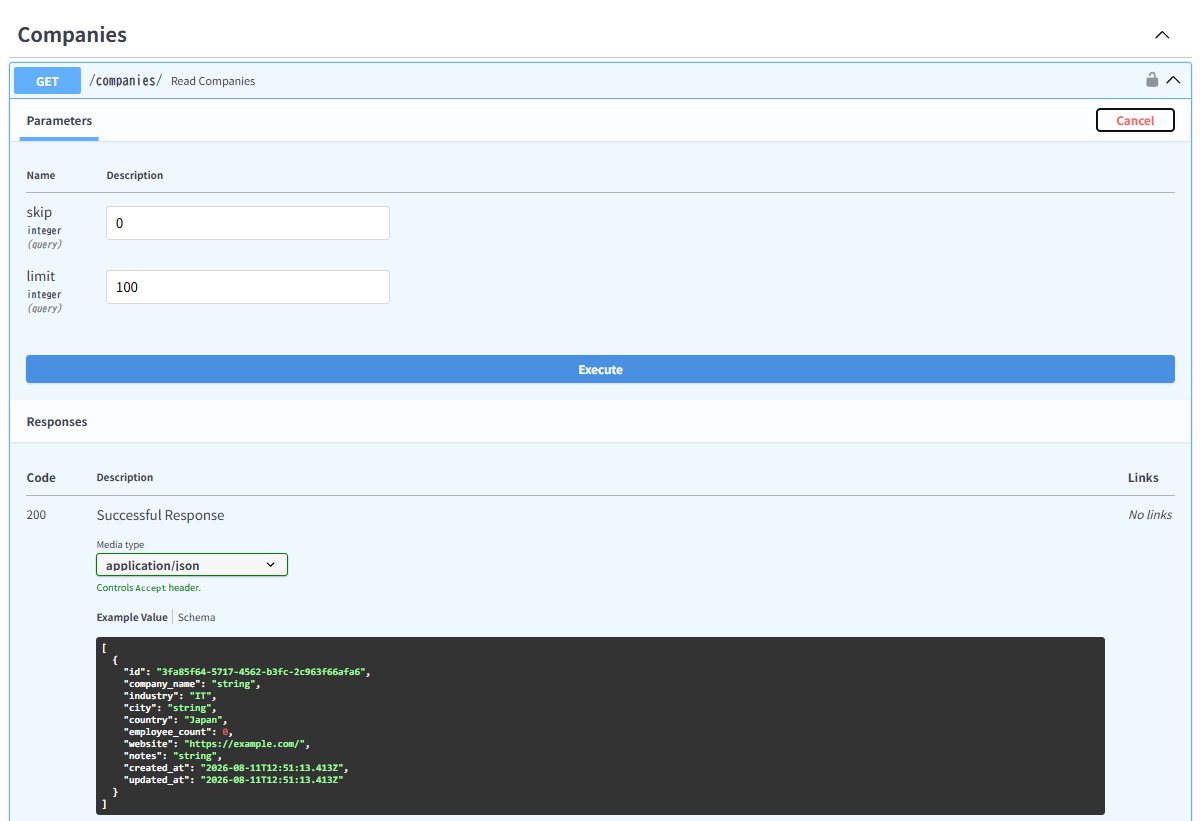 Companies
GET /companies/ Read Companies
Parameters Cancel
Name Description
skip
integer
(query)
0
limit
integer
(query)
100
Execute
Responses
Code Description Links
200 Successful Response No links
Media type
application/json
Controls Accept header.
Example Value Schema
[
  {
    "id": "3fa85f64-5717-4562-b3fc-2c963f66afa6",
    "company_name": "string",
    "industry": "IT",
    "city": "string",
    "country": "Japan",
    "employee_count": 0,
    "website": "https://example.com/",
    "notes": "string",
    "created_at": "2026-08-11T12:51:13.413Z",
    "updated_at": "2026-08-11T12:51:13.413Z"
  }
]